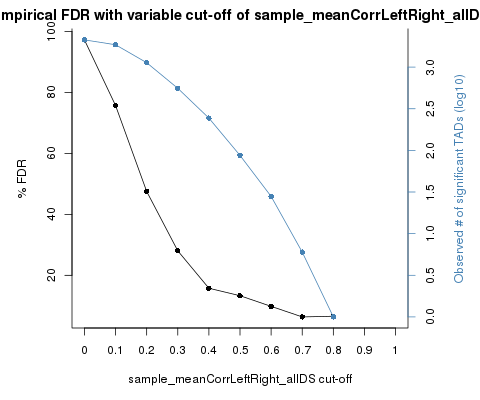 mpirical FDR with variable cut-off of sample_meanCorrLeftRight_allD
% FDR
100
80
60
40
20
Observed # of significant TADs (log10)
3.0
2.5
2.0
1.5
1.0
0.5
0.0
0 0.1 0.2 0.3 0.4 0.5 0.6 0.7 0.8 0.9 1
sample_meanCorrLeftRight_allDS cut-off